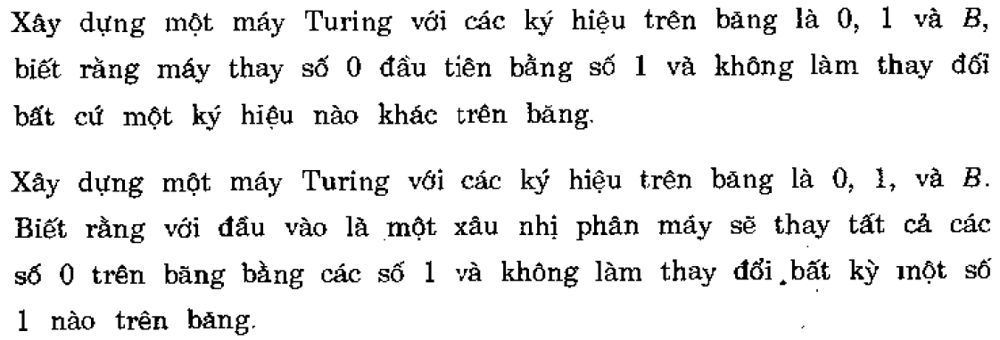 Xây dựng một máy Turing với các ký hiệu trên băng là 0, 1 và B,
biết rằng máy thay số 0 đầu tiên bằng số 1 và không làm thay đổi
bất cứ một ký hiệu nào khác trên băng.
Xây dựng một máy Turing với các ký hiệu trên băng là 0, 1, và B.
Biết rằng với đầu vào là một xâu nhị phân máy sẽ thay tất cả các
số 0 trên băng bằng các số 1 và không làm thay đổi bất kỳ một số
1 nào trên băng.